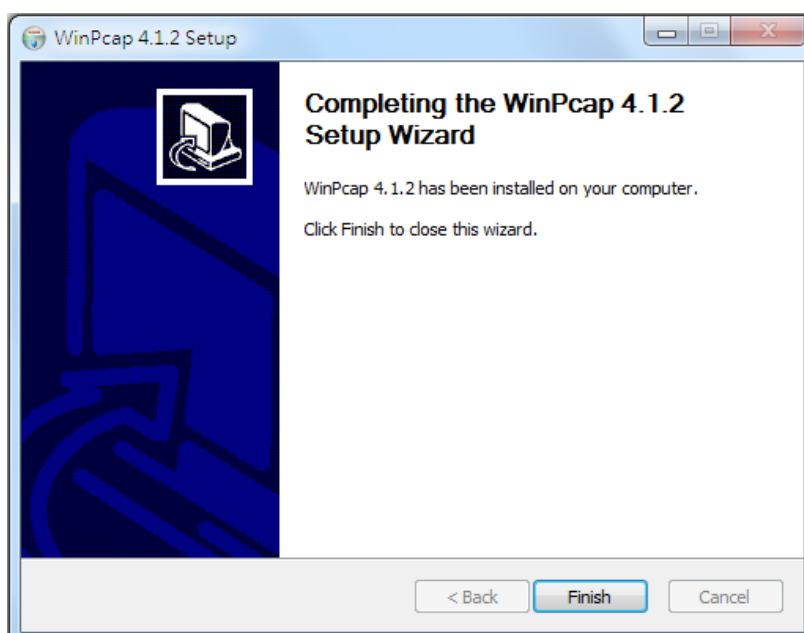 WinPcap 4.1.2 Setup
Completing the WinPcap 4.1.2
Setup Wizard
WinPcap 4.1.2 has been installed on your computer.
Click Finish to close this wizard.
< Back
Finish
Cancel